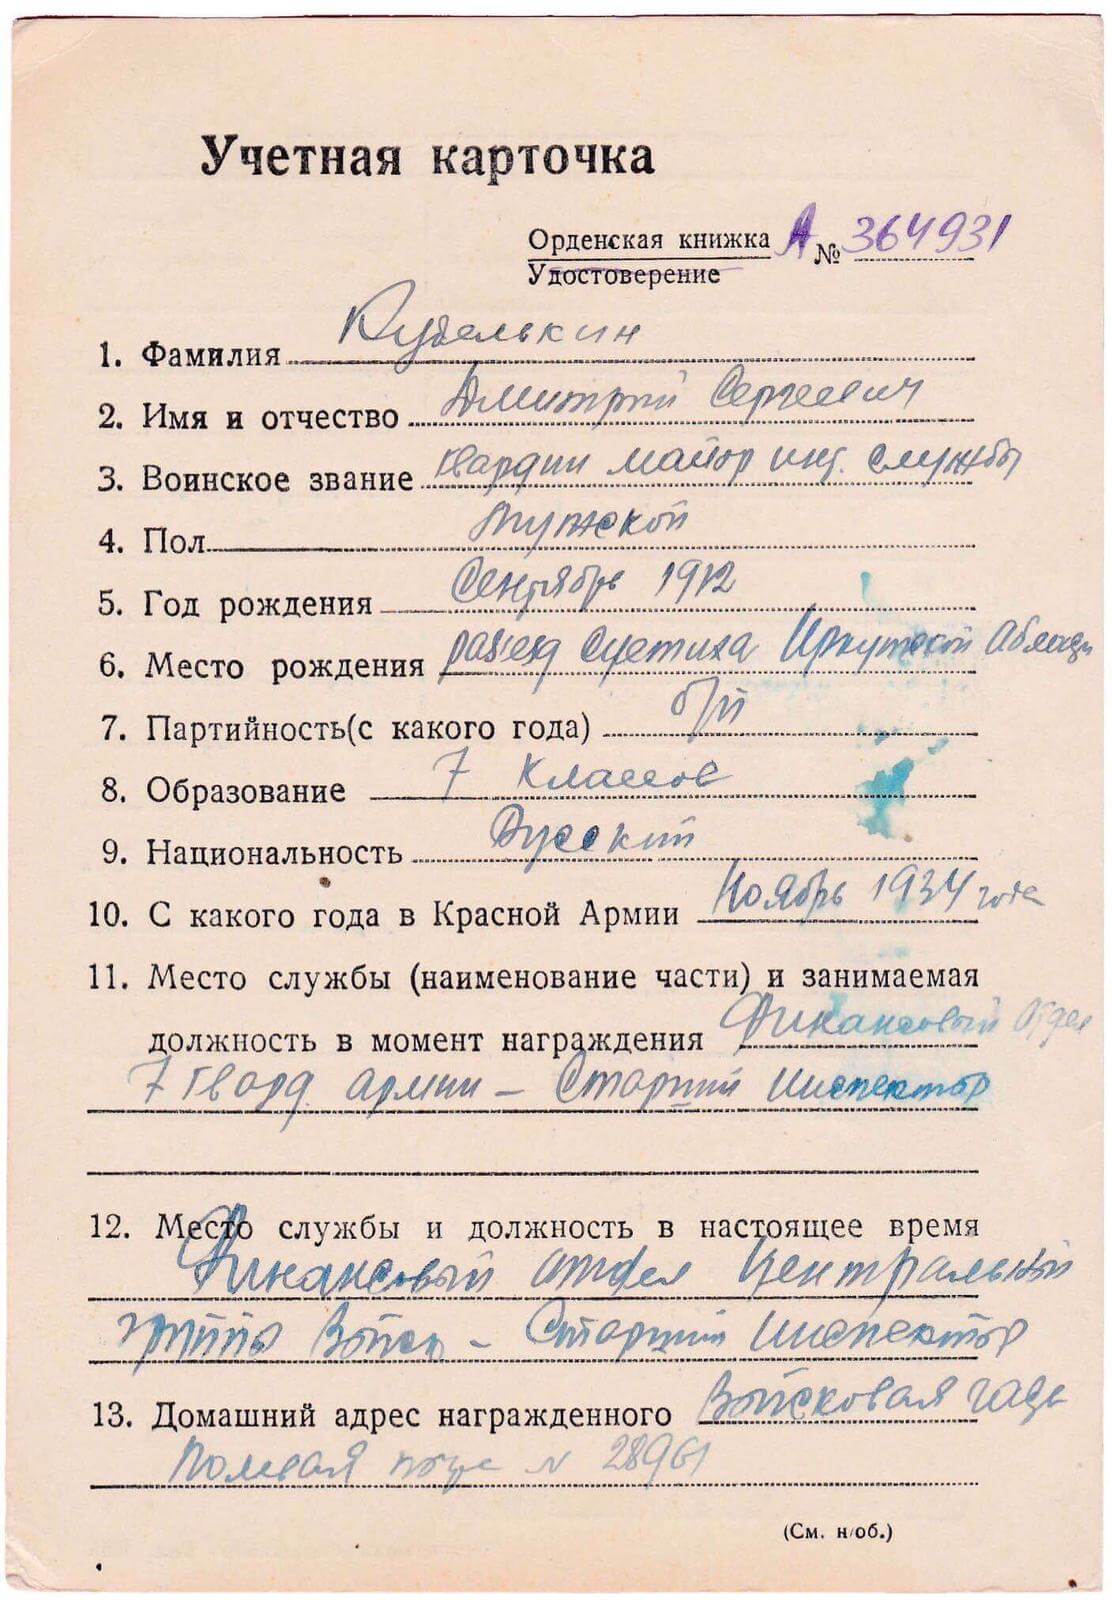 Учетная карточка
Орденская книжка А № 364931
Удостоверение
1. Фамилия Кубелькин
2. Имя и отчество Дмитрий Сергеевич
3. Воинское звание гвардии майор инт. службы
4. Пол Мужской
5. Год рождения Сентябрь 1912
6. Место рождения разезд Суетиха Иркутской Области
7. Партийность (с какого года) б/п
8. Образование 7 классов
9. Национальность Русский
10. С какого года в Красной Армии Ноябрь 1934 года
11. Место службы (наименование части) и занимаемая
должность в момент награждения Финансовый Отдел
7 Гвард. армии – Старший инспектор
12. Место службы и должность в настоящее время
Финансовый отдел Центральной
группы Войск – Старший инспектор
13. Домашний адрес награжденного Войсковая часть
Полевая почта N 28961
(См. н/об.)